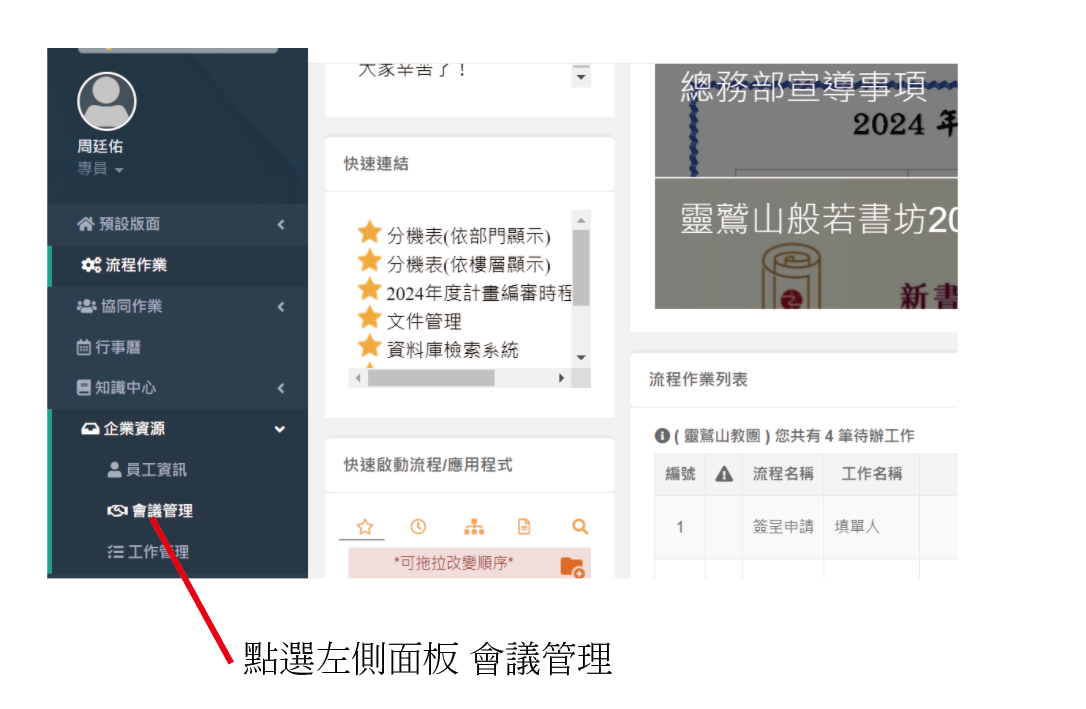 大家辛苦了！
周廷佑
專員
預設版面
流程作業
協同作業
行事曆
知識中心
企業資源
員工資訊
會議管理
工作管理
快速連結
分機表(依部門顯示)
分機表(依樓層顯示)
2024年度計畫編審時程
文件管理
資料庫檢索系統
快速啟動流程/應用程式
*可拖拉改變順序*
總務部宣導事項
2024 年
靈鷲山般若書坊20
新書
流程作業列表
( 靈鷲山教團 ) 您共有 4 筆待辦工作
編號 流程名稱 工作名稱
1 簽呈申請 填單人
點選左側面板 會議管理